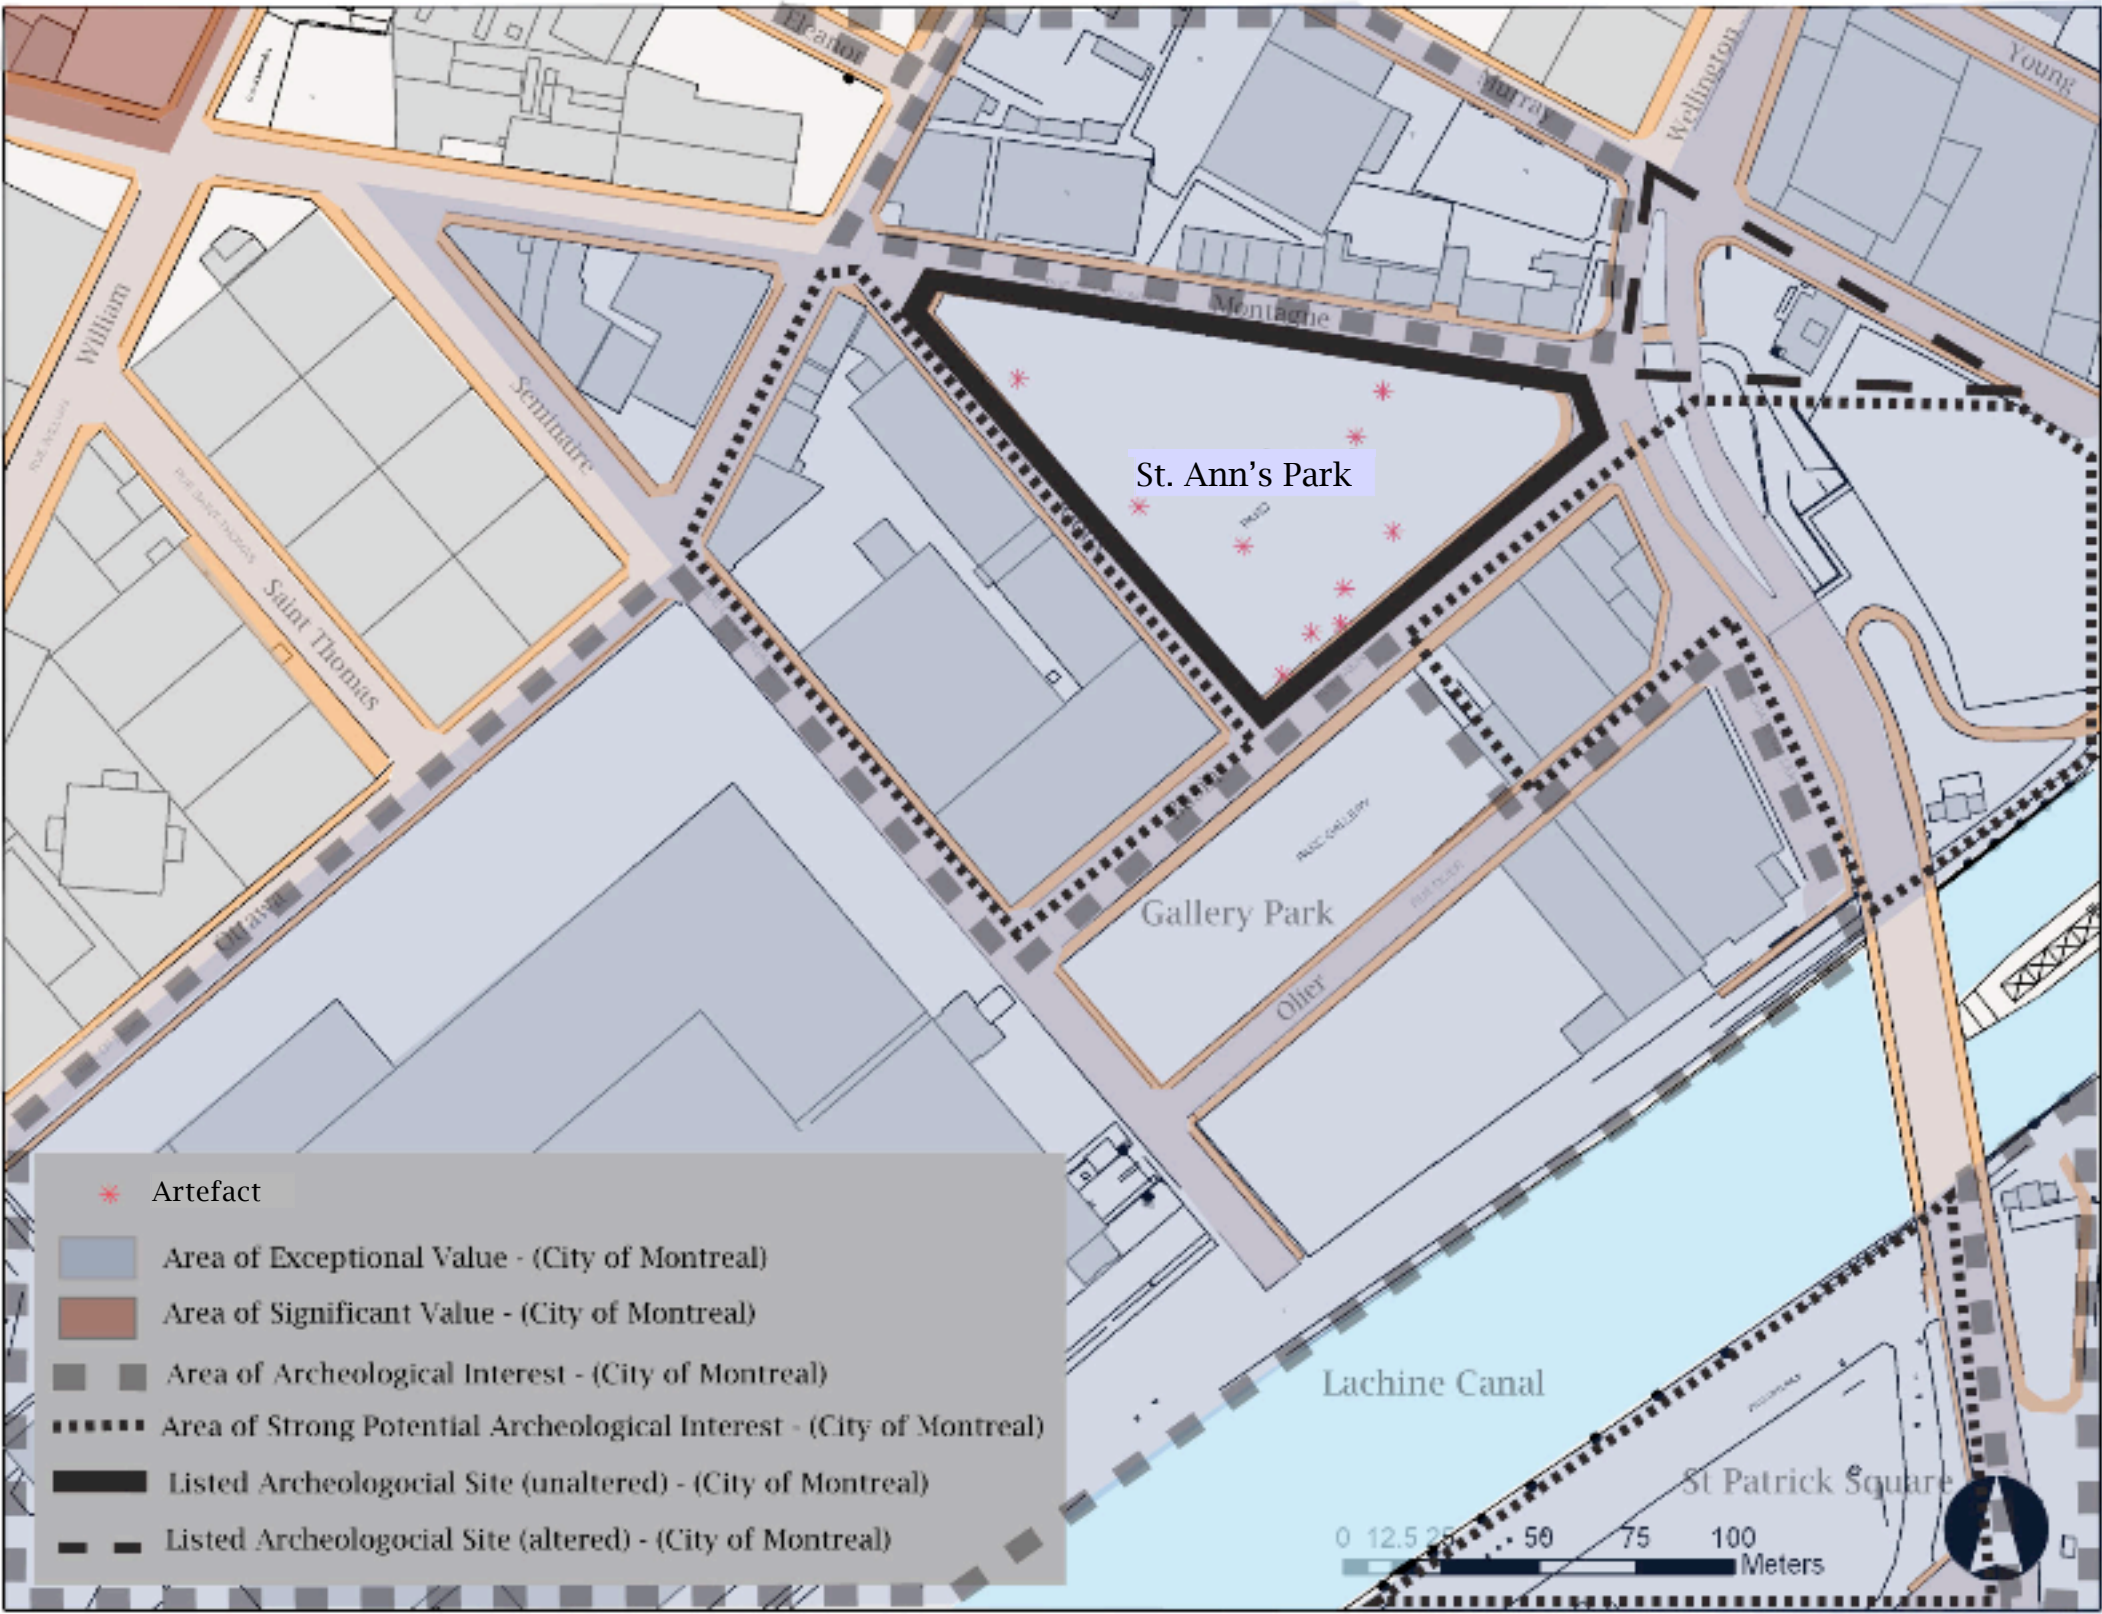 Eleanor
Murray
Wellington
Young
William
Montagne
Seminaire
St. Ann's Park
PARC
Saint Thomas
PARC GALLERY
Ottawa
Gallery Park
Olier
Artefact
Area of Exceptional Value - (City of Montreal)
Area of Significant Value - (City of Montreal)
Area of Archeological Interest - (City of Montreal)
Area of Strong Potential Archeological Interest - (City of Montreal)
Listed Archeologocial Site (unaltered) - (City of Montreal)
Listed Archeologocial Site (altered) - (City of Montreal)
Lachine Canal
St Patrick Square
0 12.5 25 50 75 100
Meters